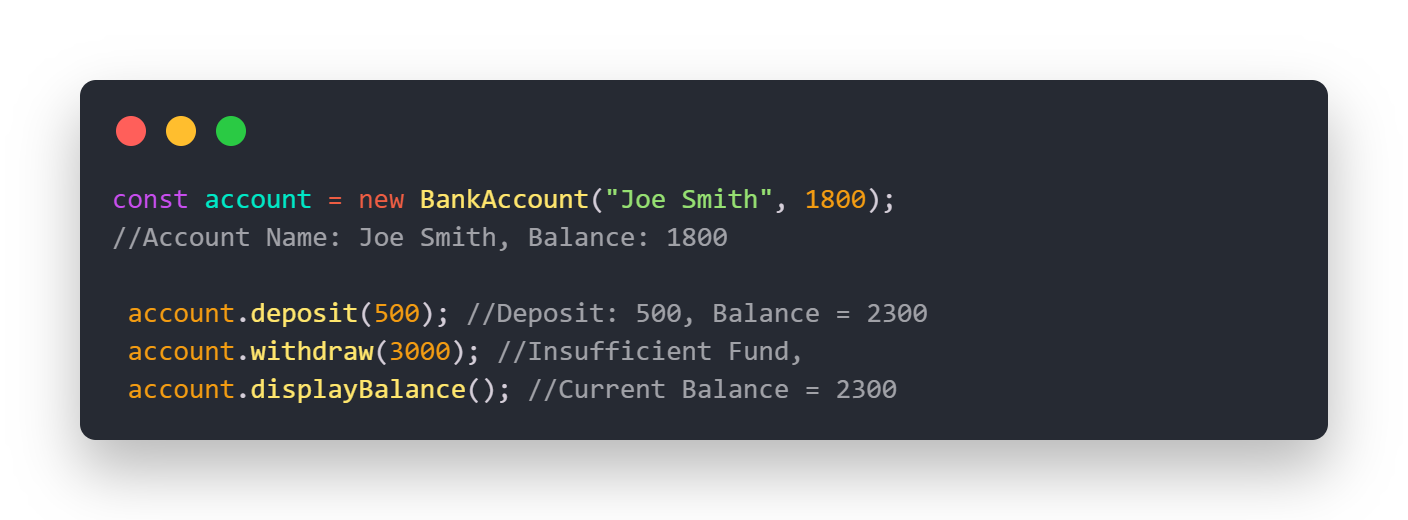 const account = new BankAccount("Joe Smith", 1800);
//Account Name: Joe Smith, Balance: 1800
account.deposit(500); //Deposit: 500, Balance = 2300
account.withdraw(3000); //Insufficient Fund,
account.displayBalance(); //Current Balance = 2300